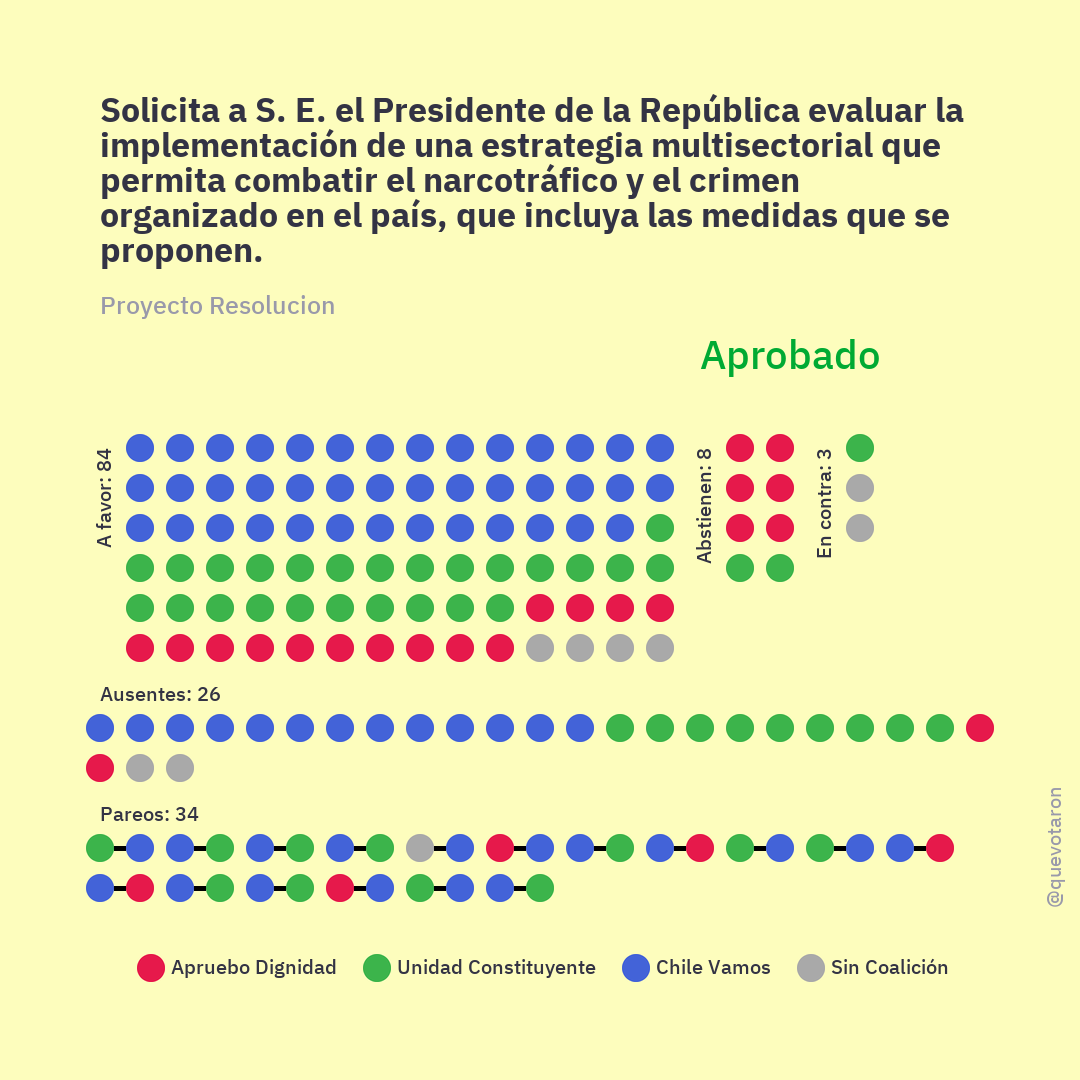 Solicita a S. E. el Presidente de la República evaluar la
implementación de una estrategia multisectorial que
permita combatir el narcotráfico y el crimen
organizado en el país, que incluya las medidas que se
proponen.
Proyecto Resolucion
Aprobado
A favor: 84
Abstienen: 8
En contra: 3
Ausentes: 26
Pareos: 34
@quevotaron
Apruebo Dignidad
Unidad Constituyente
Chile Vamos
Sin Coalición